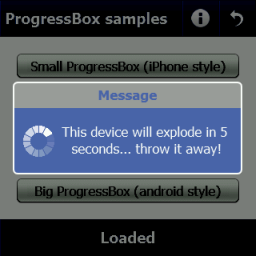 ProgressBox samples
Small ProgressBox (iPhone style)
Message
This device will explode in 5
seconds... throw it away!
Big ProgressBox (android style)
Loaded